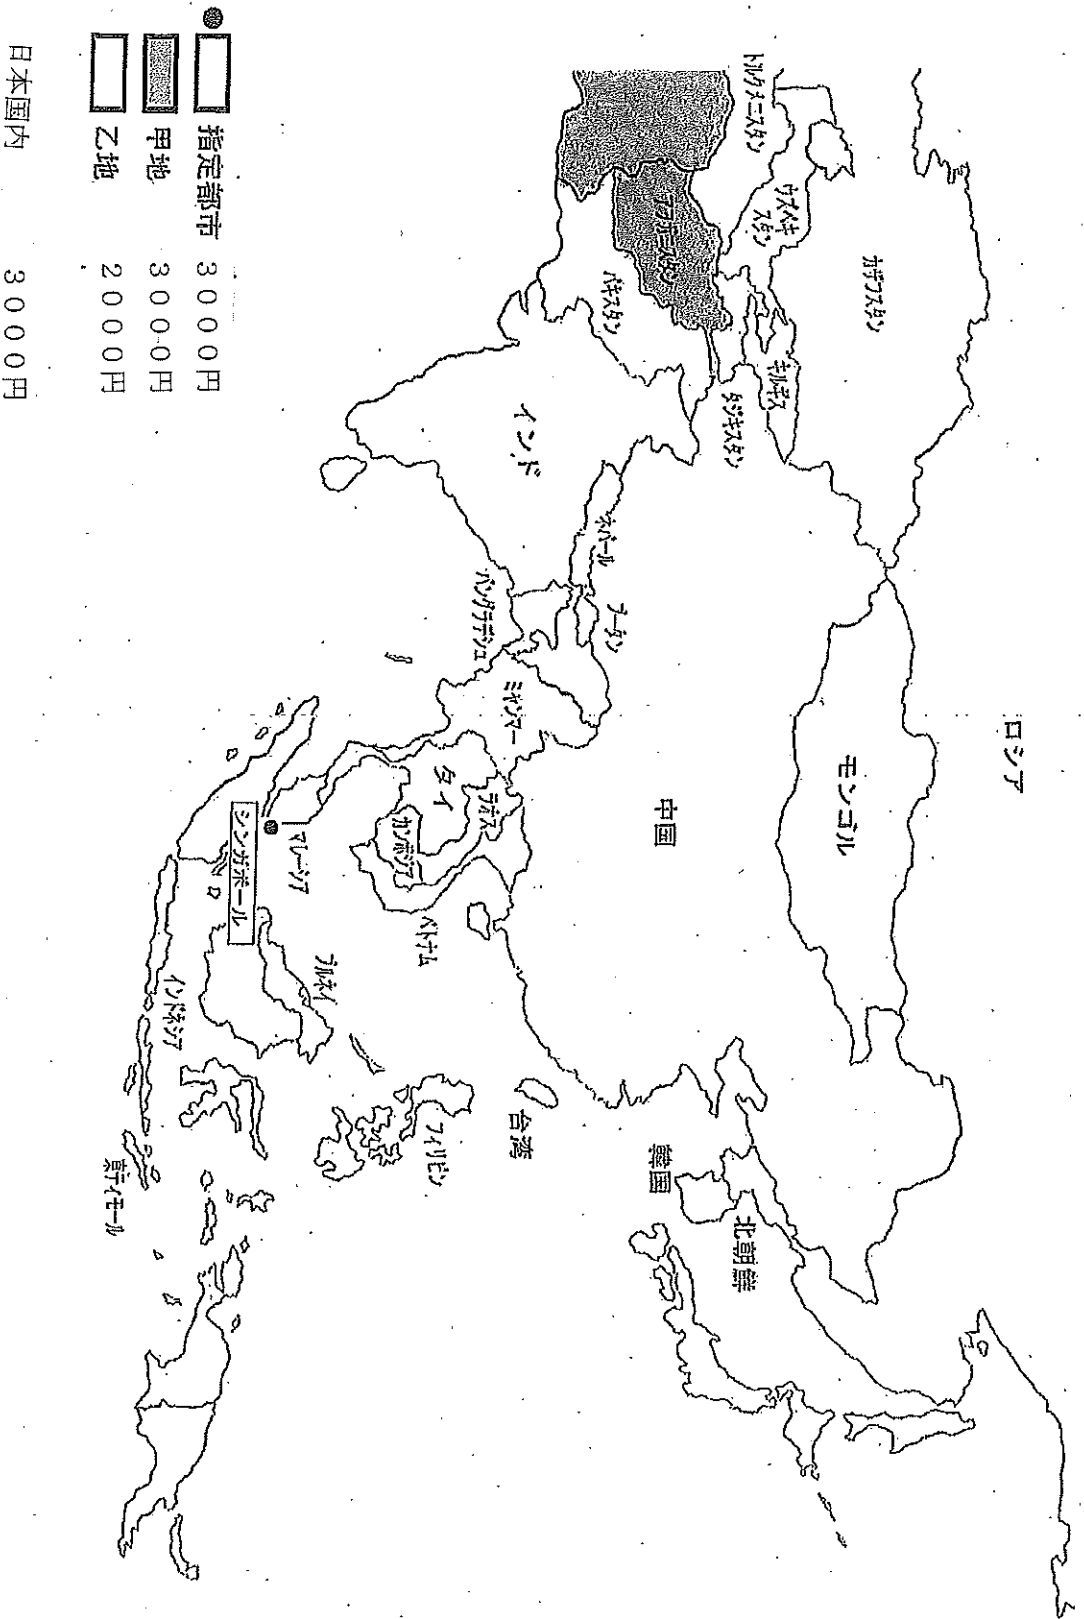 ロシア
カザフスタン
モンゴル
トルクメニスタン
ウズベキスタン
キルギス
タジキスタン
中国
北朝鮮
韓国
アフガニスタン
パキスタン
ネパール
ブータン
インド
バングラデシュ
ミャンマー
ラオス
タイ
カンボジア
ベトナム
台湾
フィリピン
マレーシア
ブルネイ
シンガポール
インドネシア
東ティモール
指定都市 3000円
甲地 3000円
乙地 2000円
日本国内 3000円